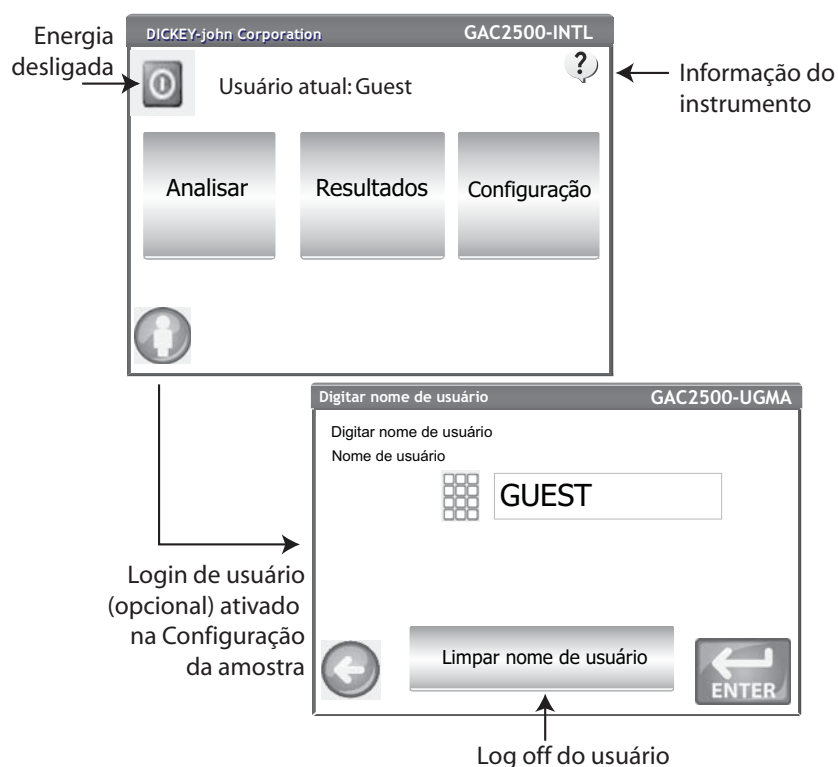 Energia
desligada
DICKEY-john Corporation GAC2500-INTL
Usuário atual: Guest
?
Informação do
instrumento
Analisar Resultados Configuração
Digitar nome de usuário GAC2500-UGMA
Digitar nome de usuário
Nome de usuário
GUEST
Login de usuário
(opcional) ativado
na Configuração
da amostra
Limpar nome de usuário
ENTER
Log off do usuário